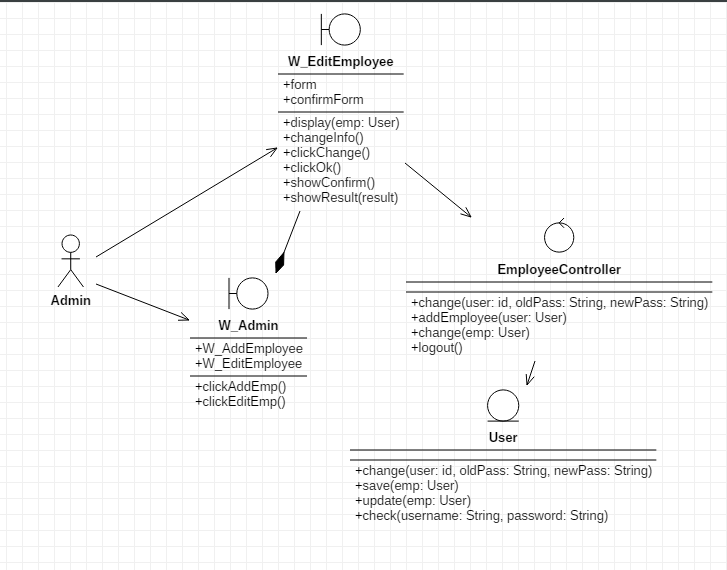 W_EditEmployee
+form
+confirmForm
+display(emp: User)
+changeInfo()
+clickChange()
+clickOk()
+showConfirm()
+showResult(result)
Admin
W_Admin
+W_AddEmployee
+W_EditEmployee
+clickAddEmp()
+clickEditEmp()
EmployeeController
+change(user: id, oldPass: String, newPass: String)
+addEmployee(user: User)
+change(emp: User)
+logout()
User
+change(user: id, oldPass: String, newPass: String)
+save(emp: User)
+update(emp: User)
+check(username: String, password: String)